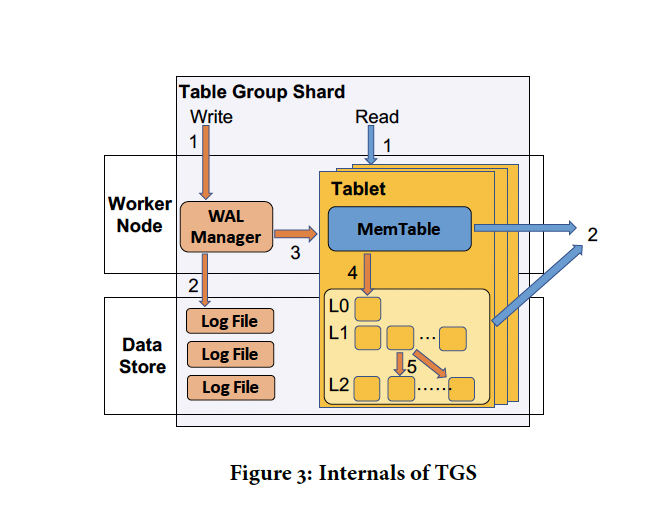 Table Group Shard
Write
Read
1
1
Worker
Node
WAL
Manager
Tablet
MemTable
2
3
4
2
Data
Store
Log File
Log File
Log File
L0
L1
...
5
L2
......
Figure 3: Internals of TGS